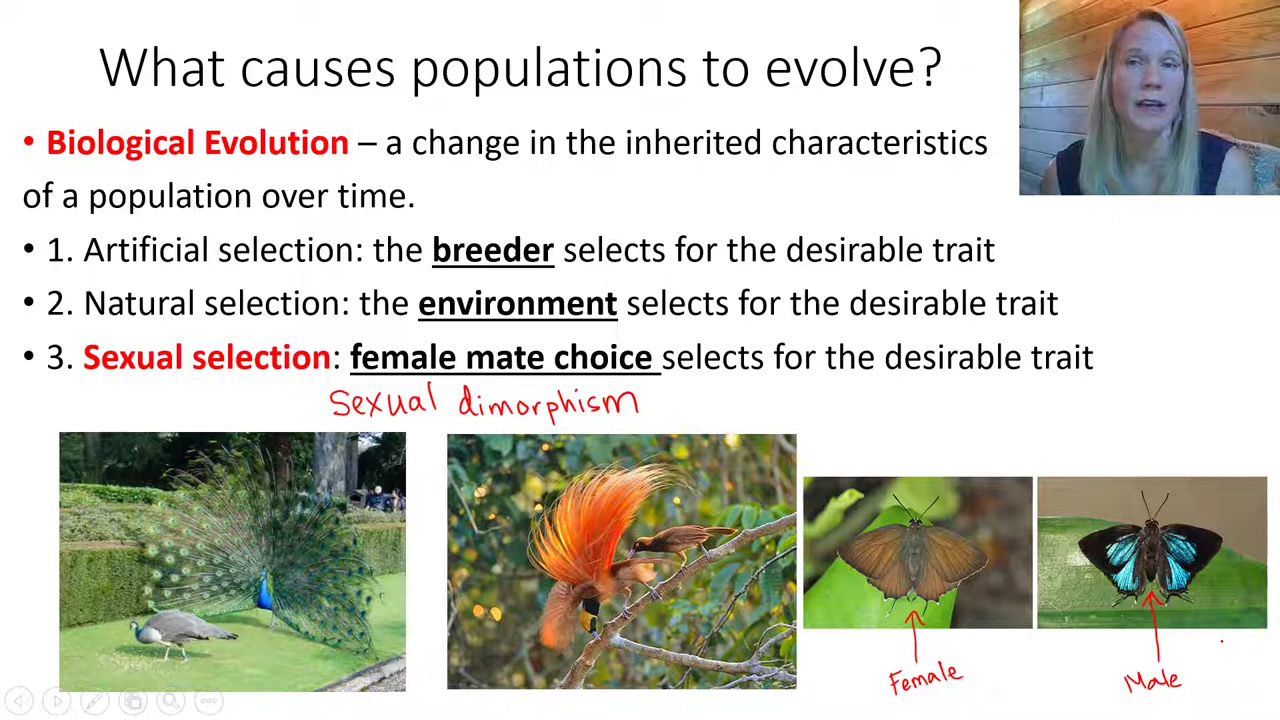 What causes populations to evolve?
• Biological Evolution – a change in the inherited characteristics
of a population over time.
• 1. Artificial selection: the breeder selects for the desirable trait
• 2. Natural selection: the environment selects for the desirable trait
• 3. Sexual selection: female mate choice selects for the desirable trait
Sexual dimorphism
Female
Male